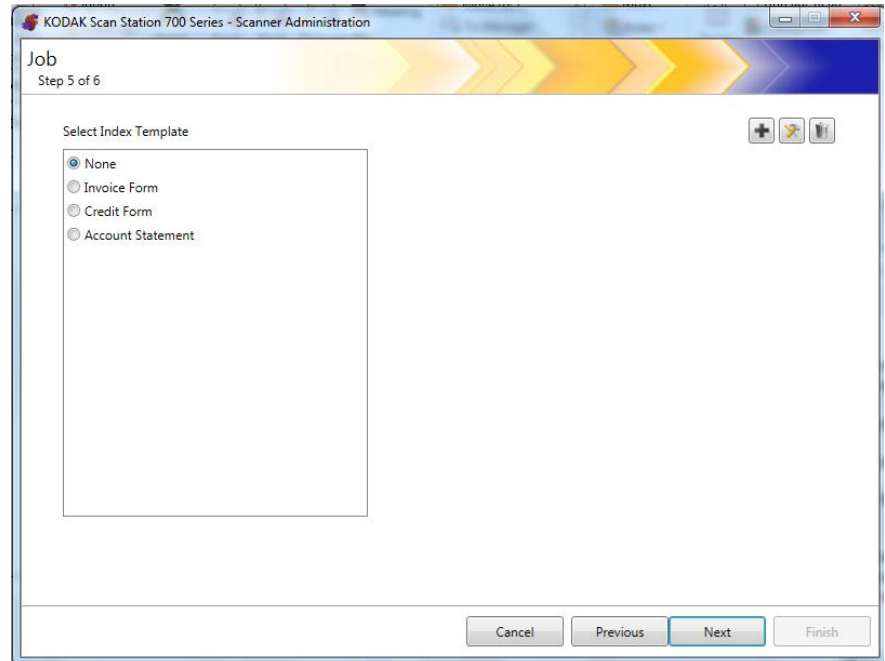 KODAK Scan Station 700 Series - Scanner Administration
Job
Step 5 of 6
Select Index Template
None
Invoice Form
Credit Form
Account Statement
Cancel
Previous
Next
Finish